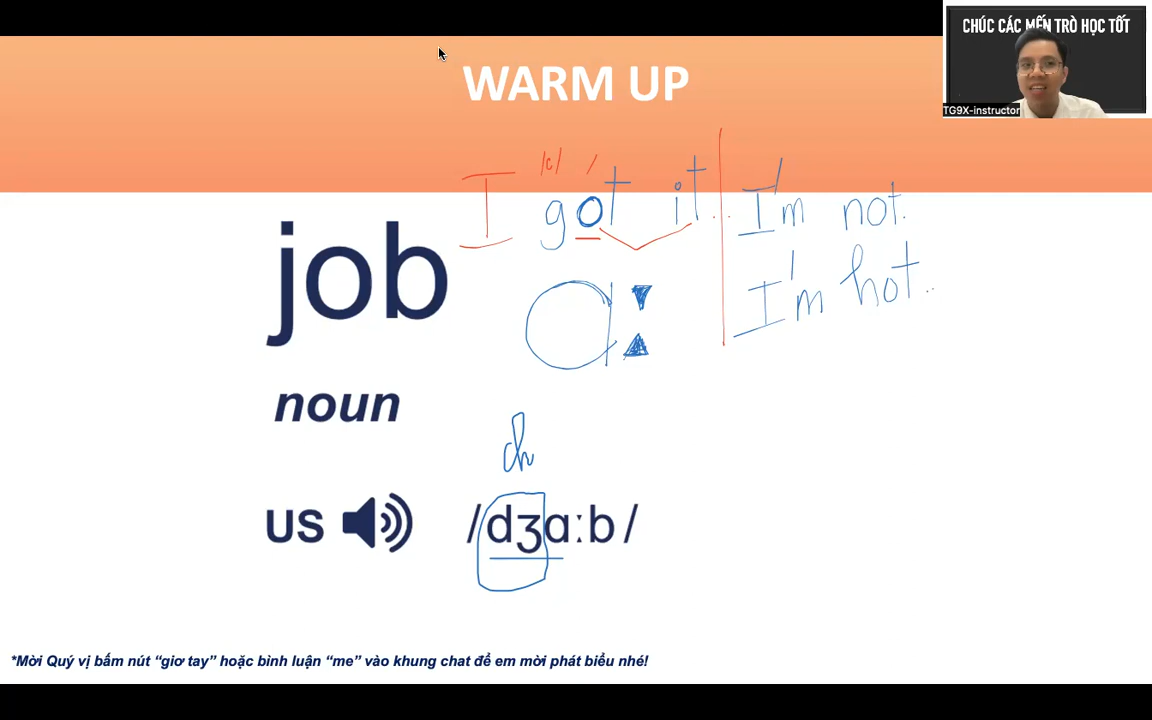 CHÚC CÁC MẾN TRÒ HỌC TỐT
TG9X-instructor
WARM UP
I got it.
I'm not.
I'm hot.
job
noun
US /dʒɑːb/
*Mời Quý vị bấm nút “giơ tay” hoặc bình luận “me” vào khung chat để em mời phát biểu nhé!